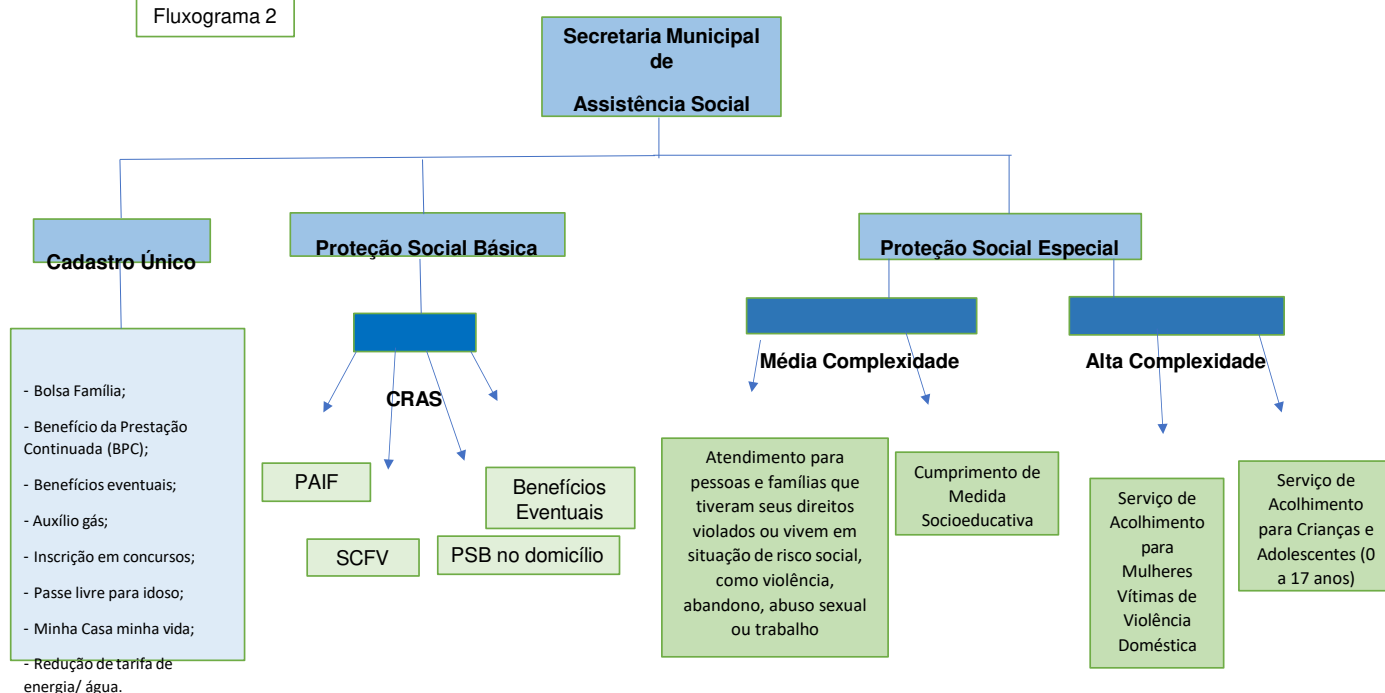 Fluxograma 2
Secretaria Municipal
de
Assistência Social
Cadastro Único
Proteção Social Básica
Proteção Social Especial
CRAS
Média Complexidade
Alta Complexidade
- Bolsa Família;
- Benefício da Prestação
Continuada (BPC);
- Benefícios eventuais;
- Auxílio gás;
- Inscrição em concursos;
- Passe livre para idoso;
- Minha Casa minha vida;
- Redução de tarifa de
energia/ água.
PAIF
SCFV
PSB no domicílio
Benefícios
Eventuais
Atendimento para
pessoas e famílias que
tiveram seus direitos
violados ou vivem em
situação de risco social,
como violência,
abandono, abuso sexual
ou trabalho
Cumprimento de
Medida
Socioeducativa
Serviço de
Acolhimento
para
Mulheres
Vítimas de
Violência
Doméstica
Serviço de
Acolhimento
para Crianças e
Adolescentes (0
a 17 anos)